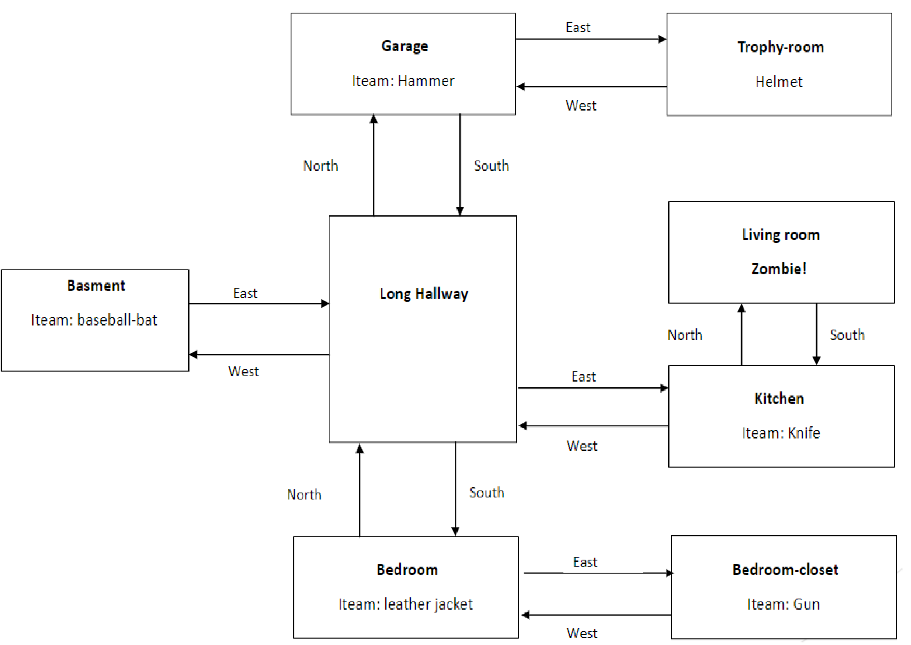 East
Garage
Trophy-room
Iteam: Hammer
Helmet
West
North
South
Living room
Zombie!
Basment
East
Long Hallway
Iteam: baseball-bat
North
South
West
East
Kitchen
Iteam: Knife
West
North
South
East
Bedroom
Bedroom-closet
Iteam: leather jacket
Iteam: Gun
West